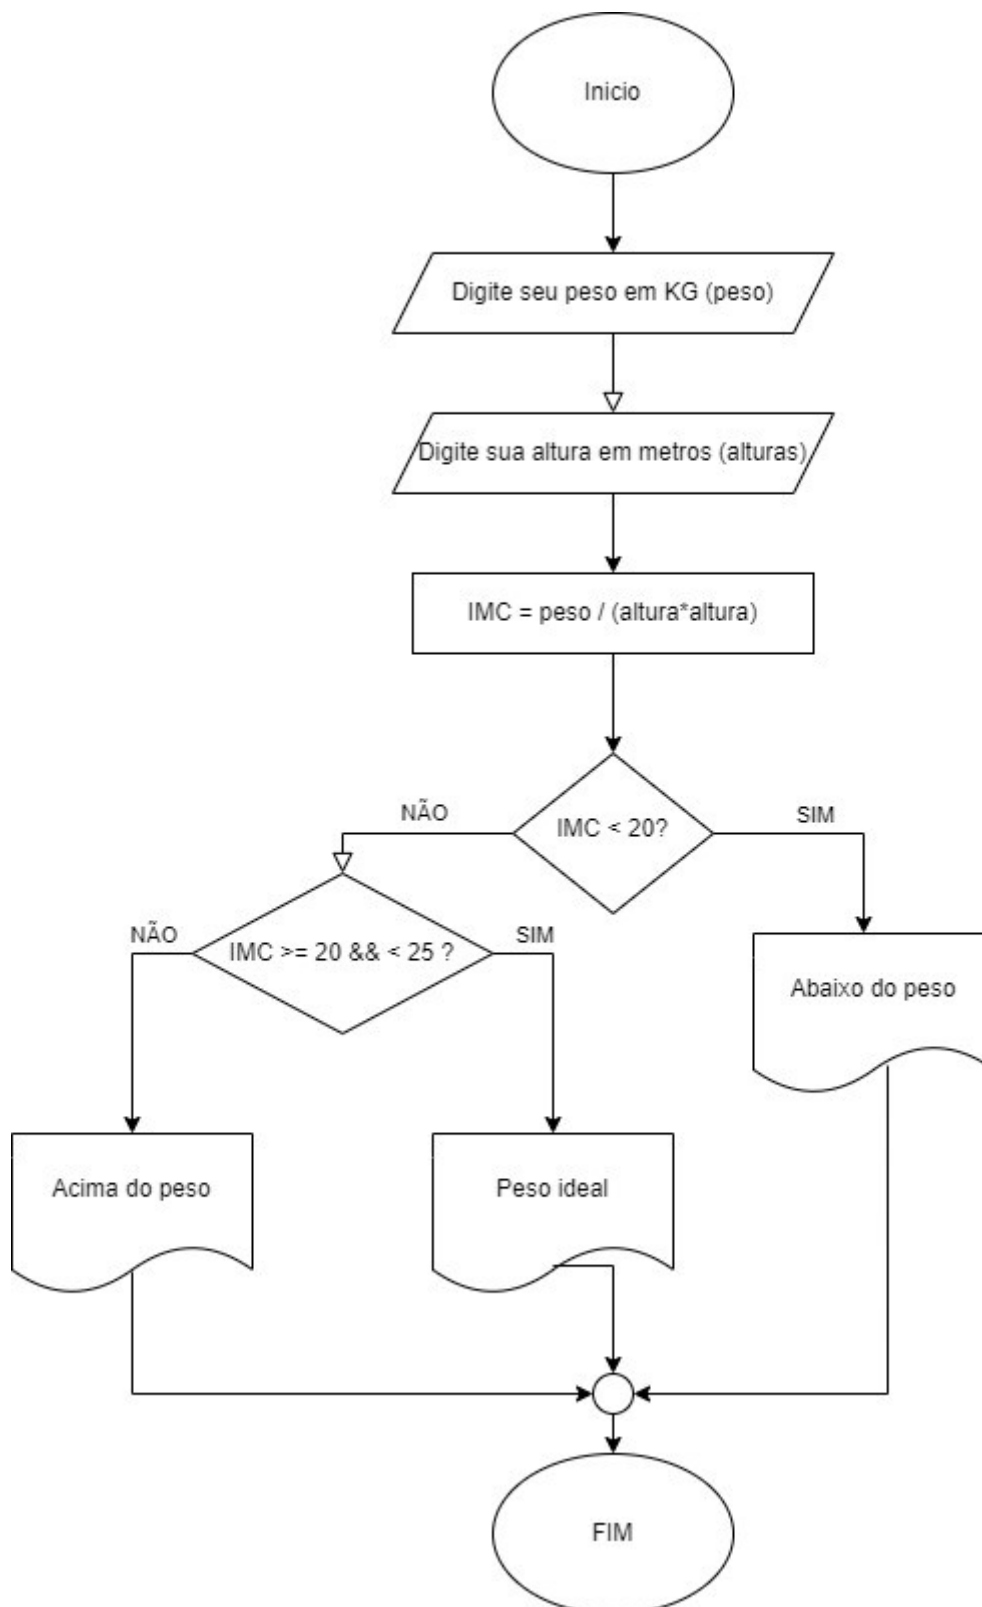 Inicio
Digite seu peso em KG (peso)
Digite sua altura em metros (alturas)
IMC = peso / (altura*altura)
NÃO
IMC < 20?
SIM
NÃO
IMC >= 20 && < 25 ?
SIM
Abaixo do peso
Acima do peso
Peso ideal
FIM